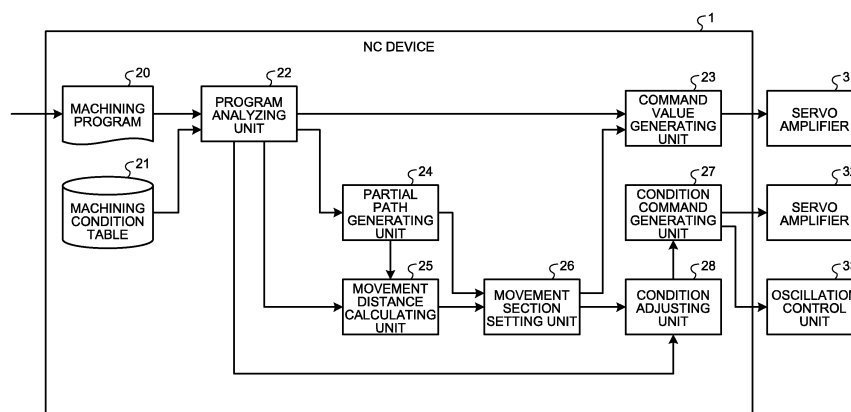 1
NC DEVICE
20
MACHINING
PROGRAM
22
PROGRAM
ANALYZING
UNIT
23
COMMAND
VALUE
GENERATING
UNIT
SERVO
AMPLIFIER
21
MACHINING
CONDITION
TABLE
24
PARTIAL
PATH
GENERATING
UNIT
27
CONDITION
COMMAND
GENERATING
UNIT
SERVO
AMPLIFIER
25
MOVEMENT
DISTANCE
CALCULATING
UNIT
26
MOVEMENT
SECTION
SETTING UNIT
28
CONDITION
ADJUSTING
UNIT
OSCILLATION
CONTROL
UNIT